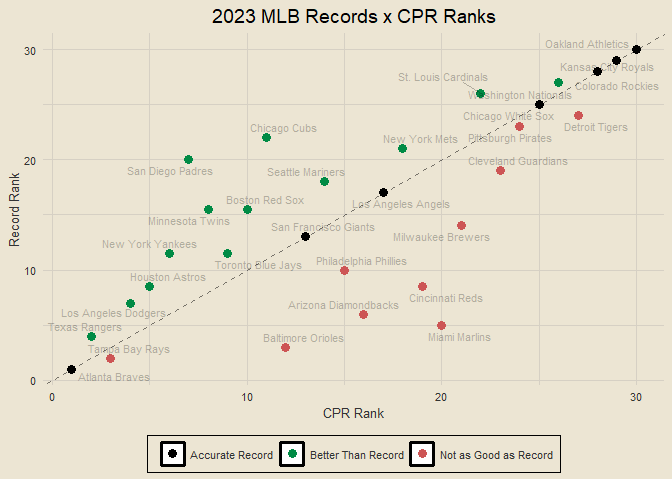 2023 MLB Records x CPR Ranks
Oakland Athletics
Kansas City Royals
St. Louis Cardinals
Colorado Rockies
Washington Nationals
Chicago White Sox
Detroit Tigers
Chicago Cubs
New York Mets
Pittsburgh Pirates
Cleveland Guardians
San Diego Padres
Seattle Mariners
Boston Red Sox
Los Angeles Angels
Minnesota Twins
San Francisco Giants
Milwaukee Brewers
New York Yankees
Toronto Blue Jays
Philadelphia Phillies
Houston Astros
Cincinnati Reds
Arizona Diamondbacks
Los Angeles Dodgers
Texas Rangers
Baltimore Orioles
Miami Marlins
Tampa Bay Rays
Atlanta Braves
30
20
10
0
Record Rank
0 10 20 30
CPR Rank
Accurate Record Better Than Record Not as Good as Record